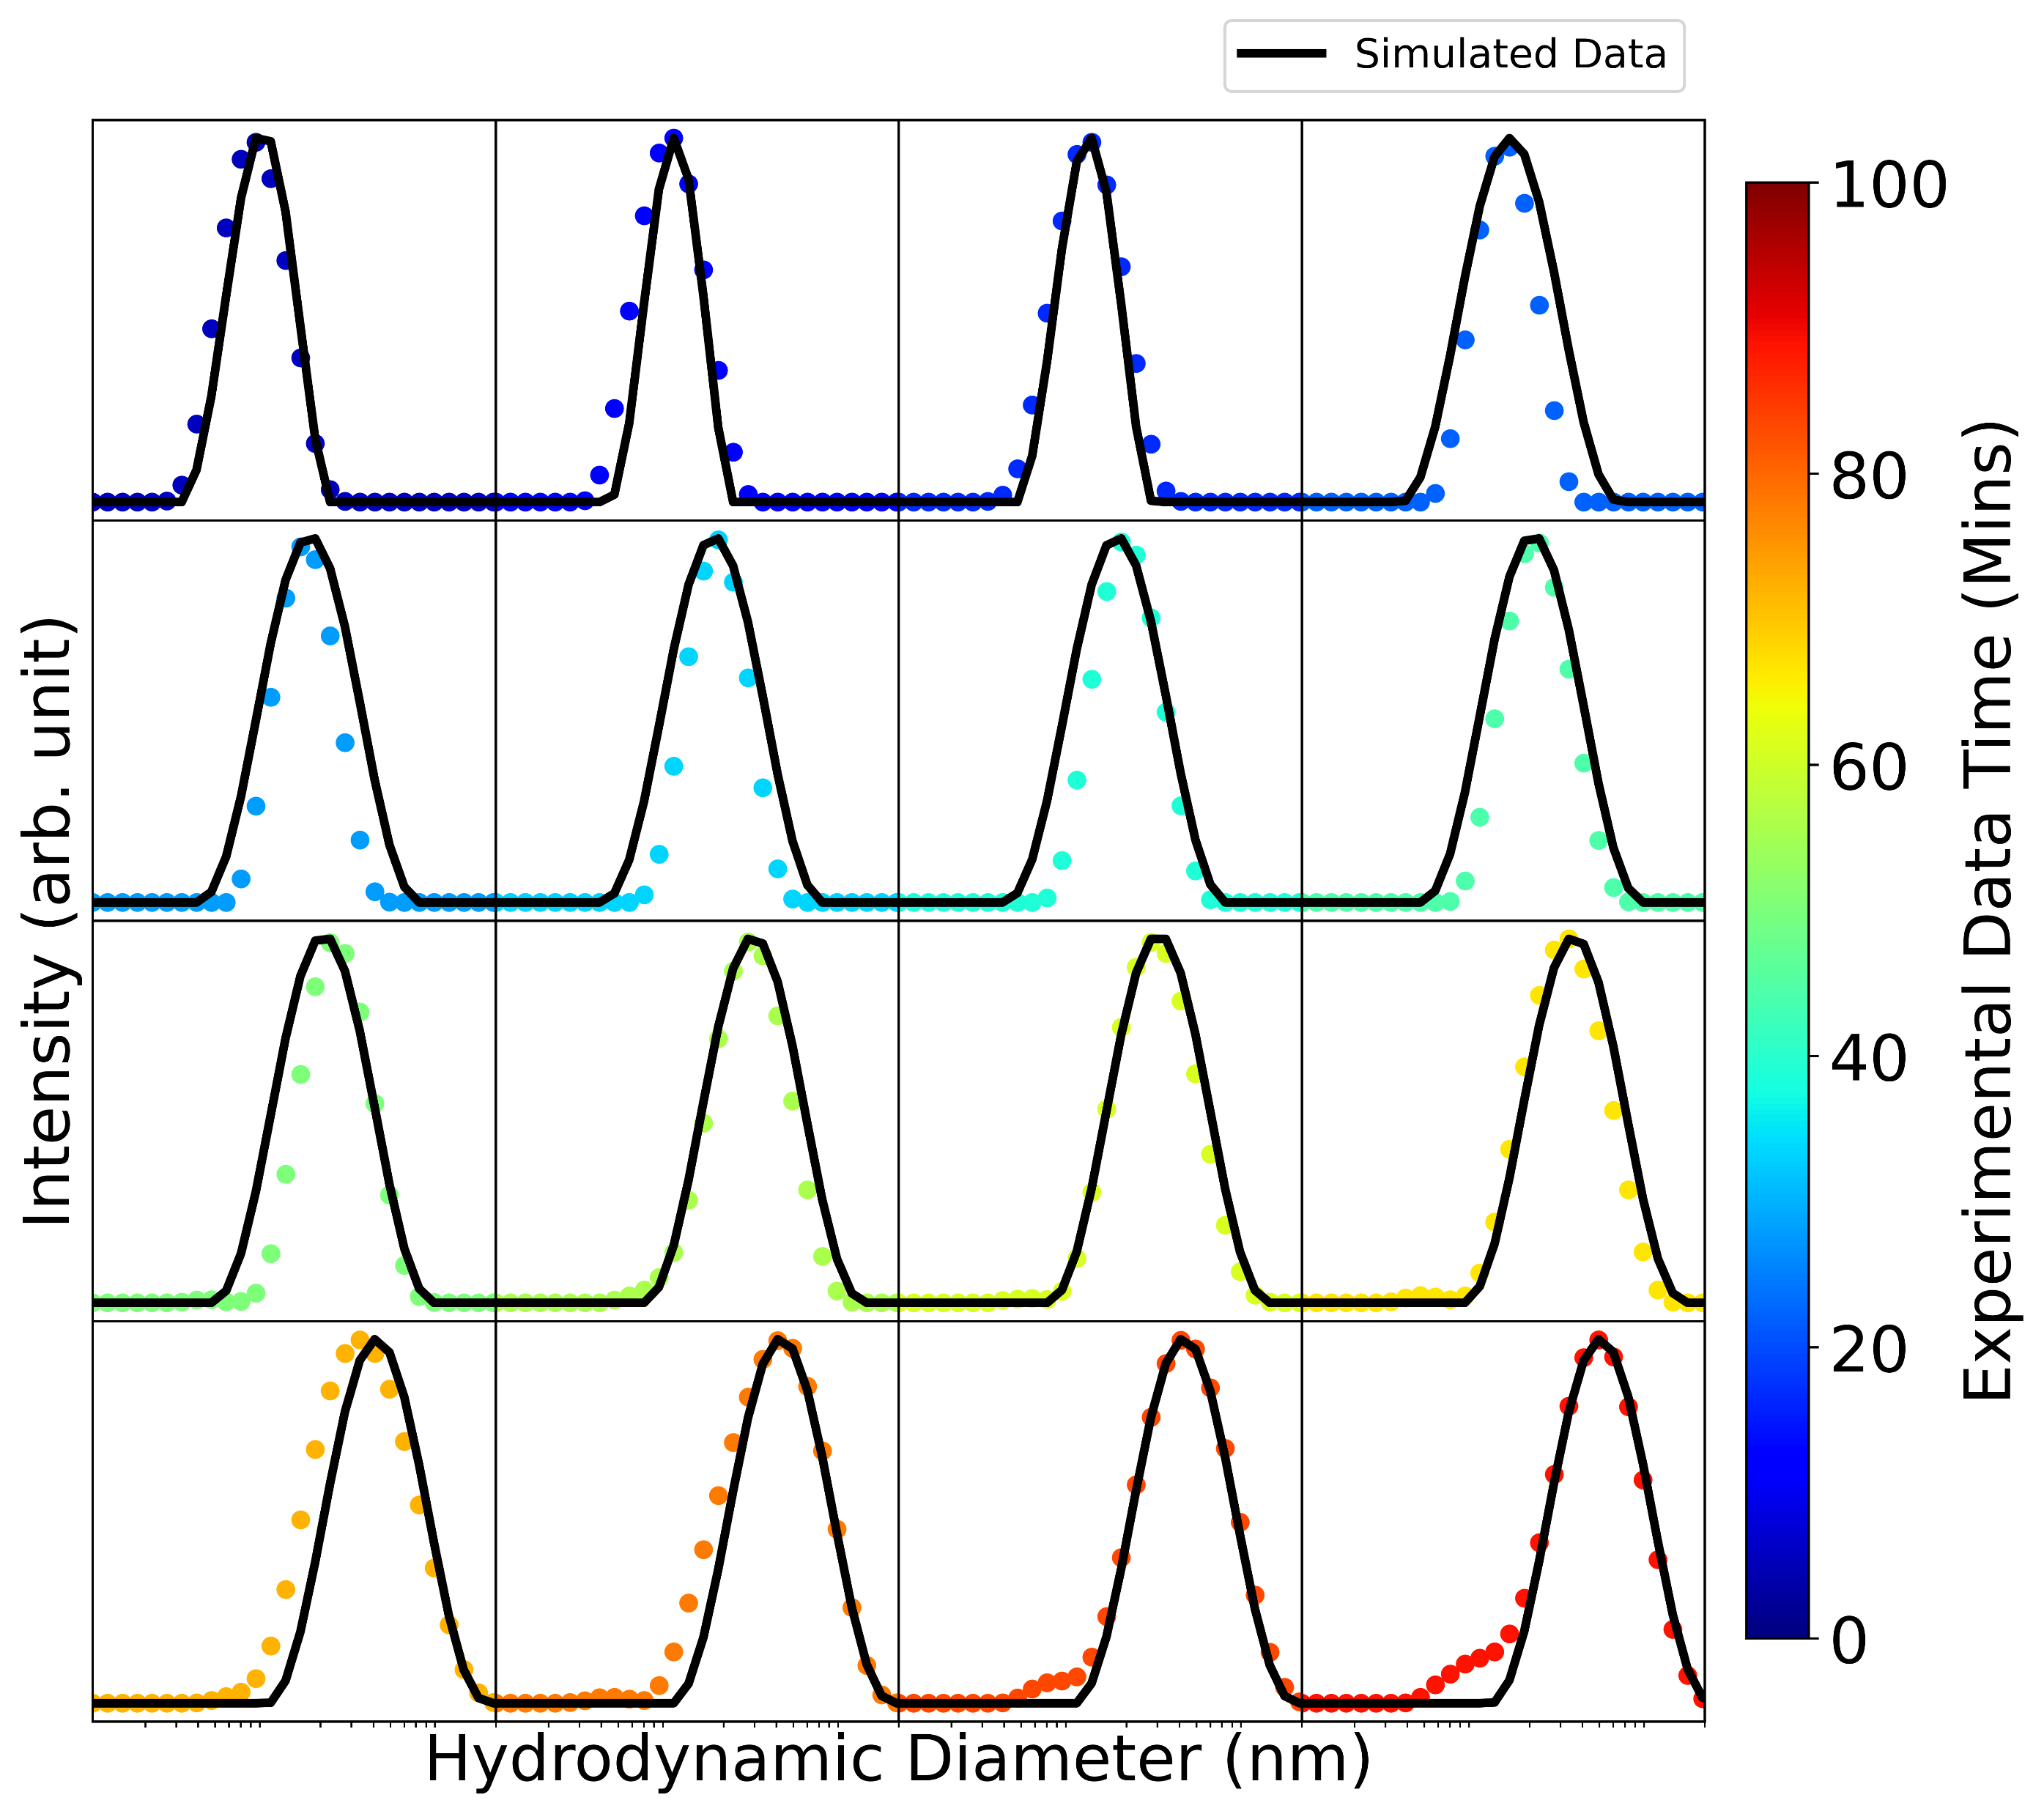 Simulated Data
Intensity (arb. unit)
Hydrodynamic Diameter (nm)
100
80
60
40
20
0
Experimental Data Time (Mins)